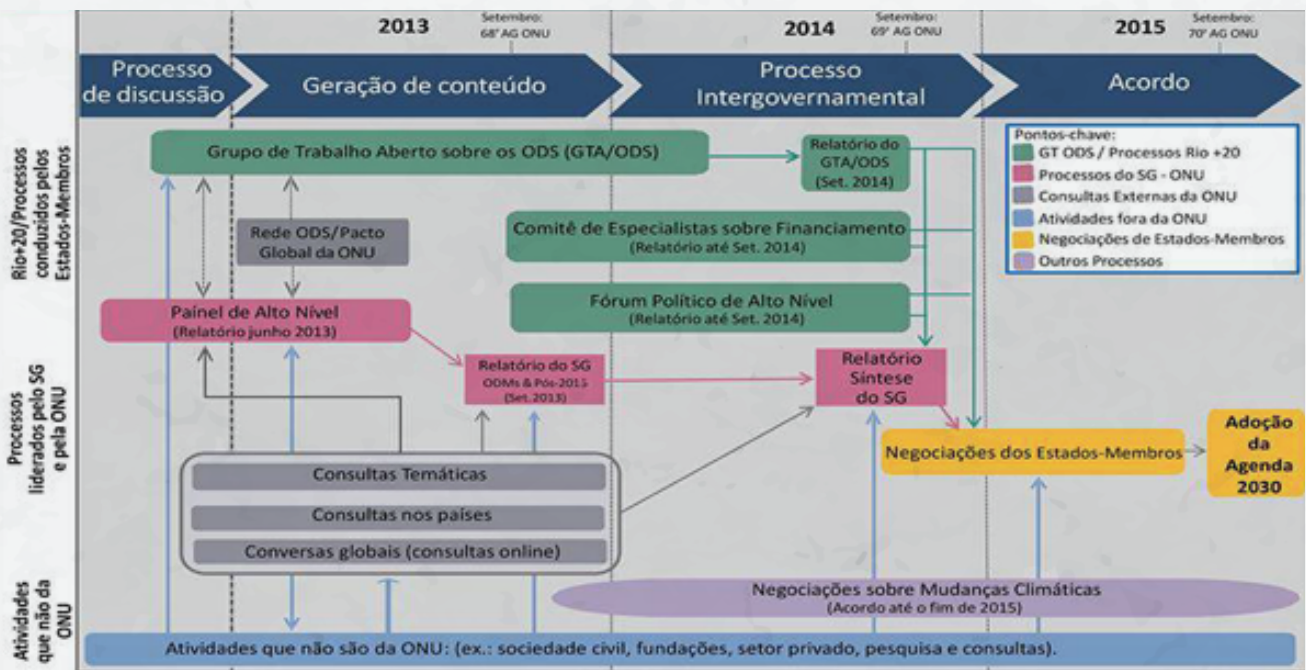 2013
Setembro:
68ª AG ONU
2014
Setembro:
69ª AG ONU
2015
Setembro:
70ª AG ONU
Processo
de discussão
Geração de conteúdo
Processo
Intergovernamental
Acordo
Rio+20/Processos
conduzidos pelos
Estados-Membros
Grupo de Trabalho Aberto sobre os ODS (GTA/ODS)
Relatório do
GTA/ODS
(Set. 2014)
Rede ODS/Pacto
Global da ONU
Comitê de Especialistas sobre Financiamento
(Relatório até Set. 2014)
Fórum Político de Alto Nível
(Relatório até Set. 2014)
Pontos-chave:
GT ODS / Processos Rio +20
Processos do SG - ONU
Consultas Externas da ONU
Atividades fora da ONU
Negociações de Estados-Membros
Outros Processos
Processos
liderados pelo SG
e pela ONU
Painel de Alto Nível
(Relatório junho 2013)
Relatório do SG
ODMs & Pós-2015
(Set. 2013)
Relatório
Síntese
do SG
Negociações dos Estados-Membros
Adoção
da
Agenda
2030
Consultas Temáticas
Consultas nos países
Conversas globais (consultas online)
Atividades
que não da
ONU
Negociações sobre Mudanças Climáticas
(Acordo até o fim de 2015)
Atividades que não são da ONU: (ex.: sociedade civil, fundações, setor privado, pesquisa e consultas).